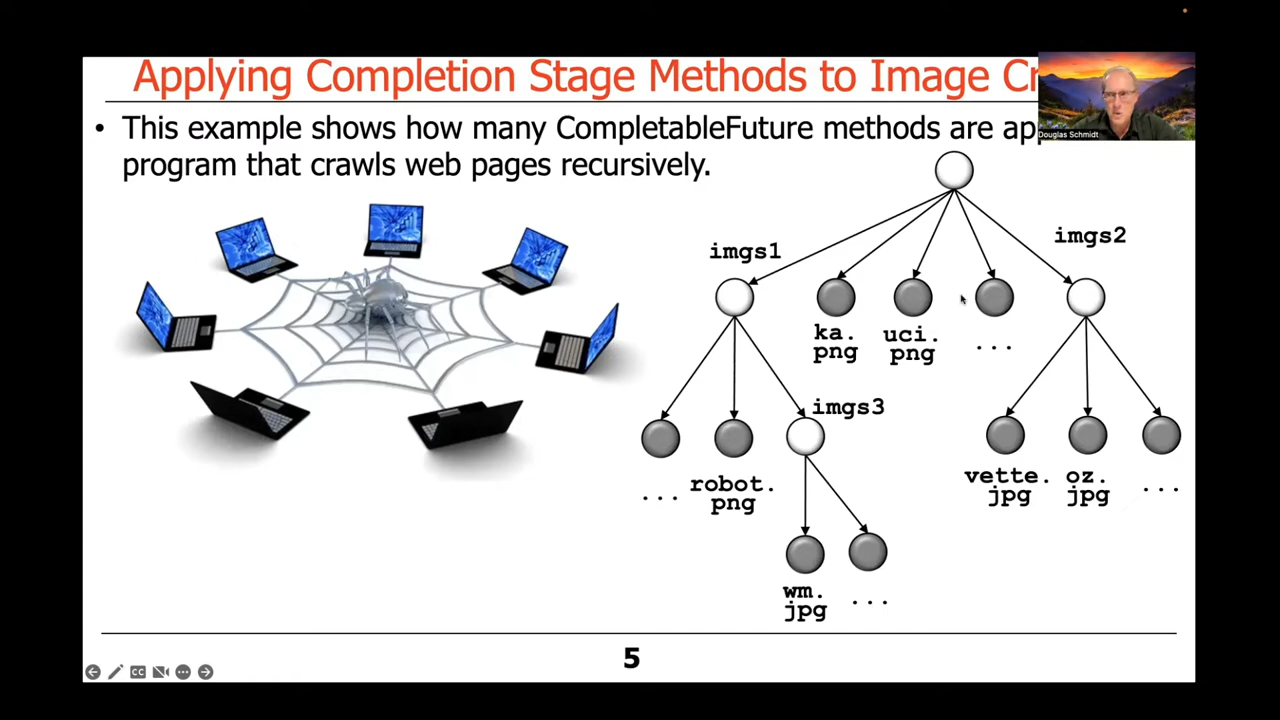 Applying Completion Stage Methods to Image
Douglas Schmidt
• This example shows how many CompletableFuture methods are
program that crawls web pages recursively.
imgs1
imgs2
ka.
png
uci.
png
...
imgs3
...
robot.
png
vette.
jpg
oz.
jpg
...
wm.
jpg
...
5
CC